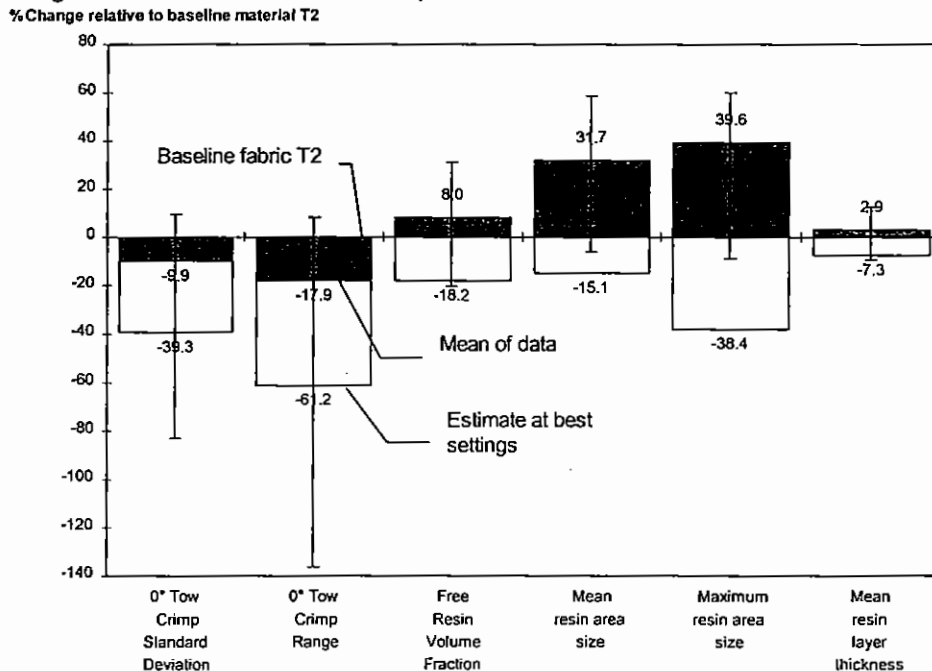 % Change relative to baseline material T2
80
60
40
20
0
-20
-40
-60
-80
-100
-120
-140
Baseline fabric T2
Mean of data
Estimate at best
settings
-9.9
-39.3
-17.9
-61.2
8.0
-18.2
31.7
-15.1
39.6
-38.4
2.9
-7.3
0° Tow
Crimp
Standard
Deviation
0° Tow
Crimp
Range
Free
Resin
Volume
Fraction
Mean
resin area
size
Maximum
resin area
size
Mean
resin
layer
thickness